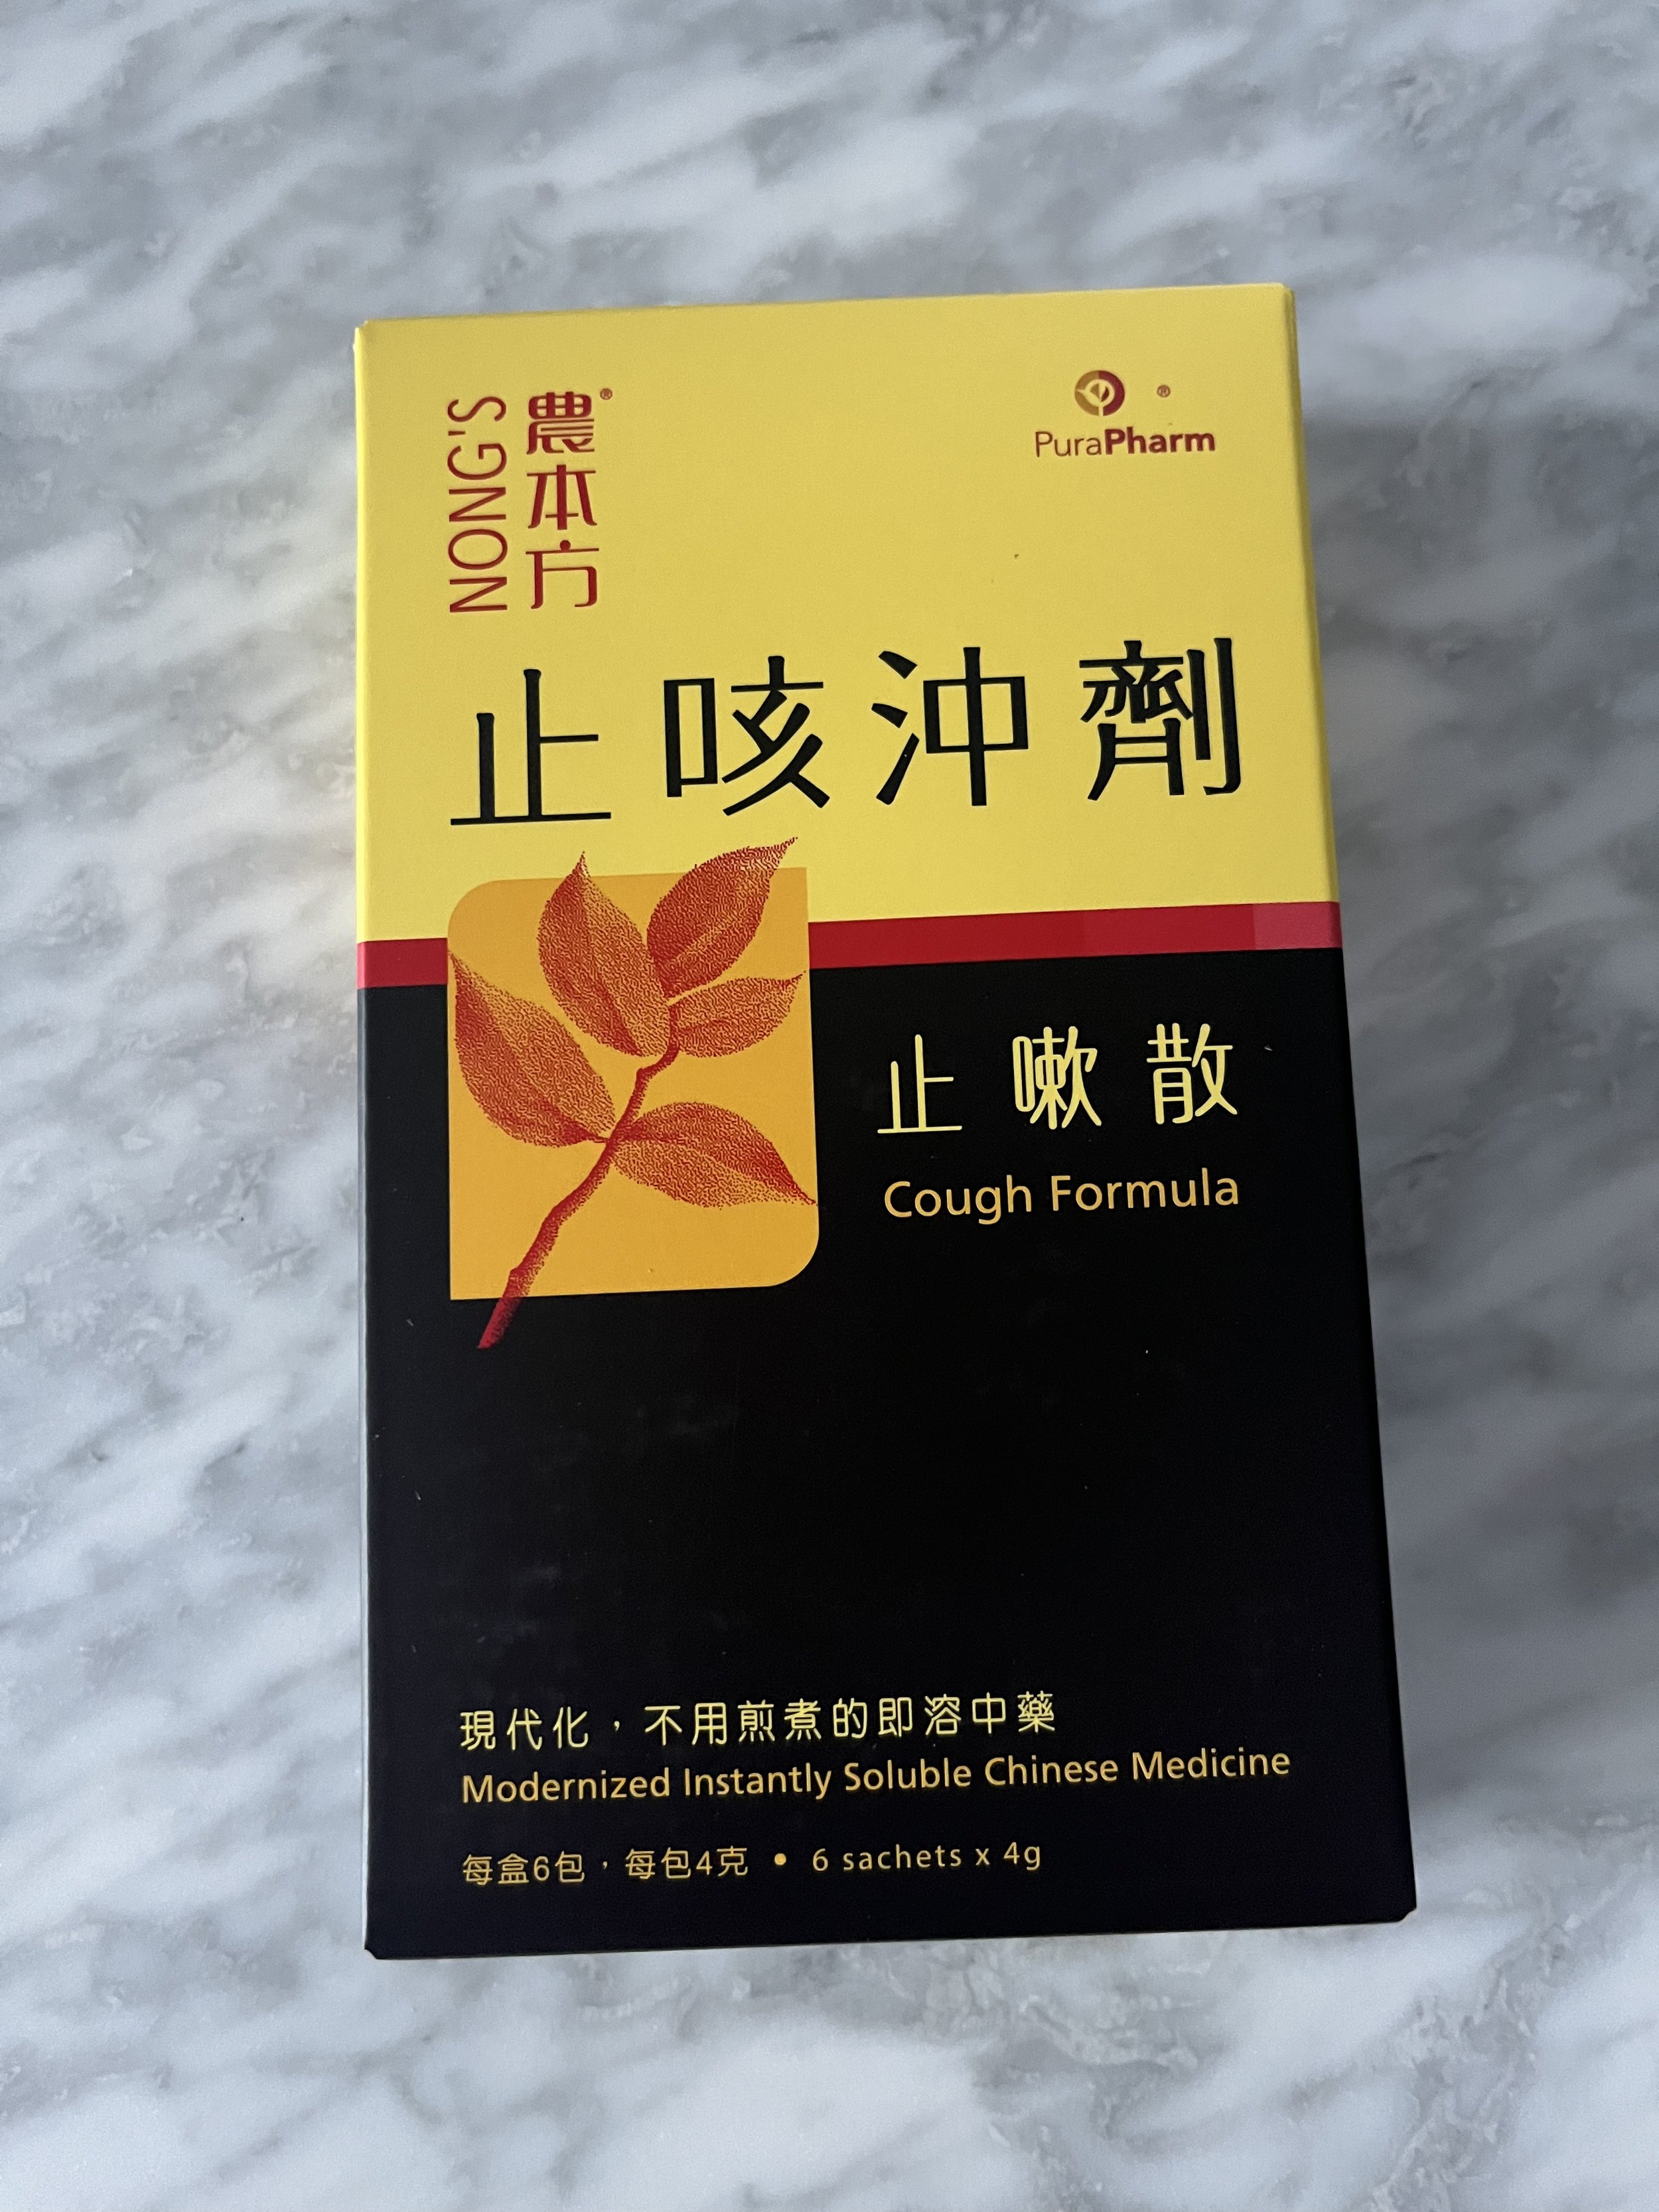 農本方®
NONG'S
®
PuraPharm
止咳沖劑
止嗽散
Cough Formula
現代化，不用煎煮的即溶中藥
Modernized Instantly Soluble Chinese Medicine
每盒6包，每包4克 • 6 sachets x 4g